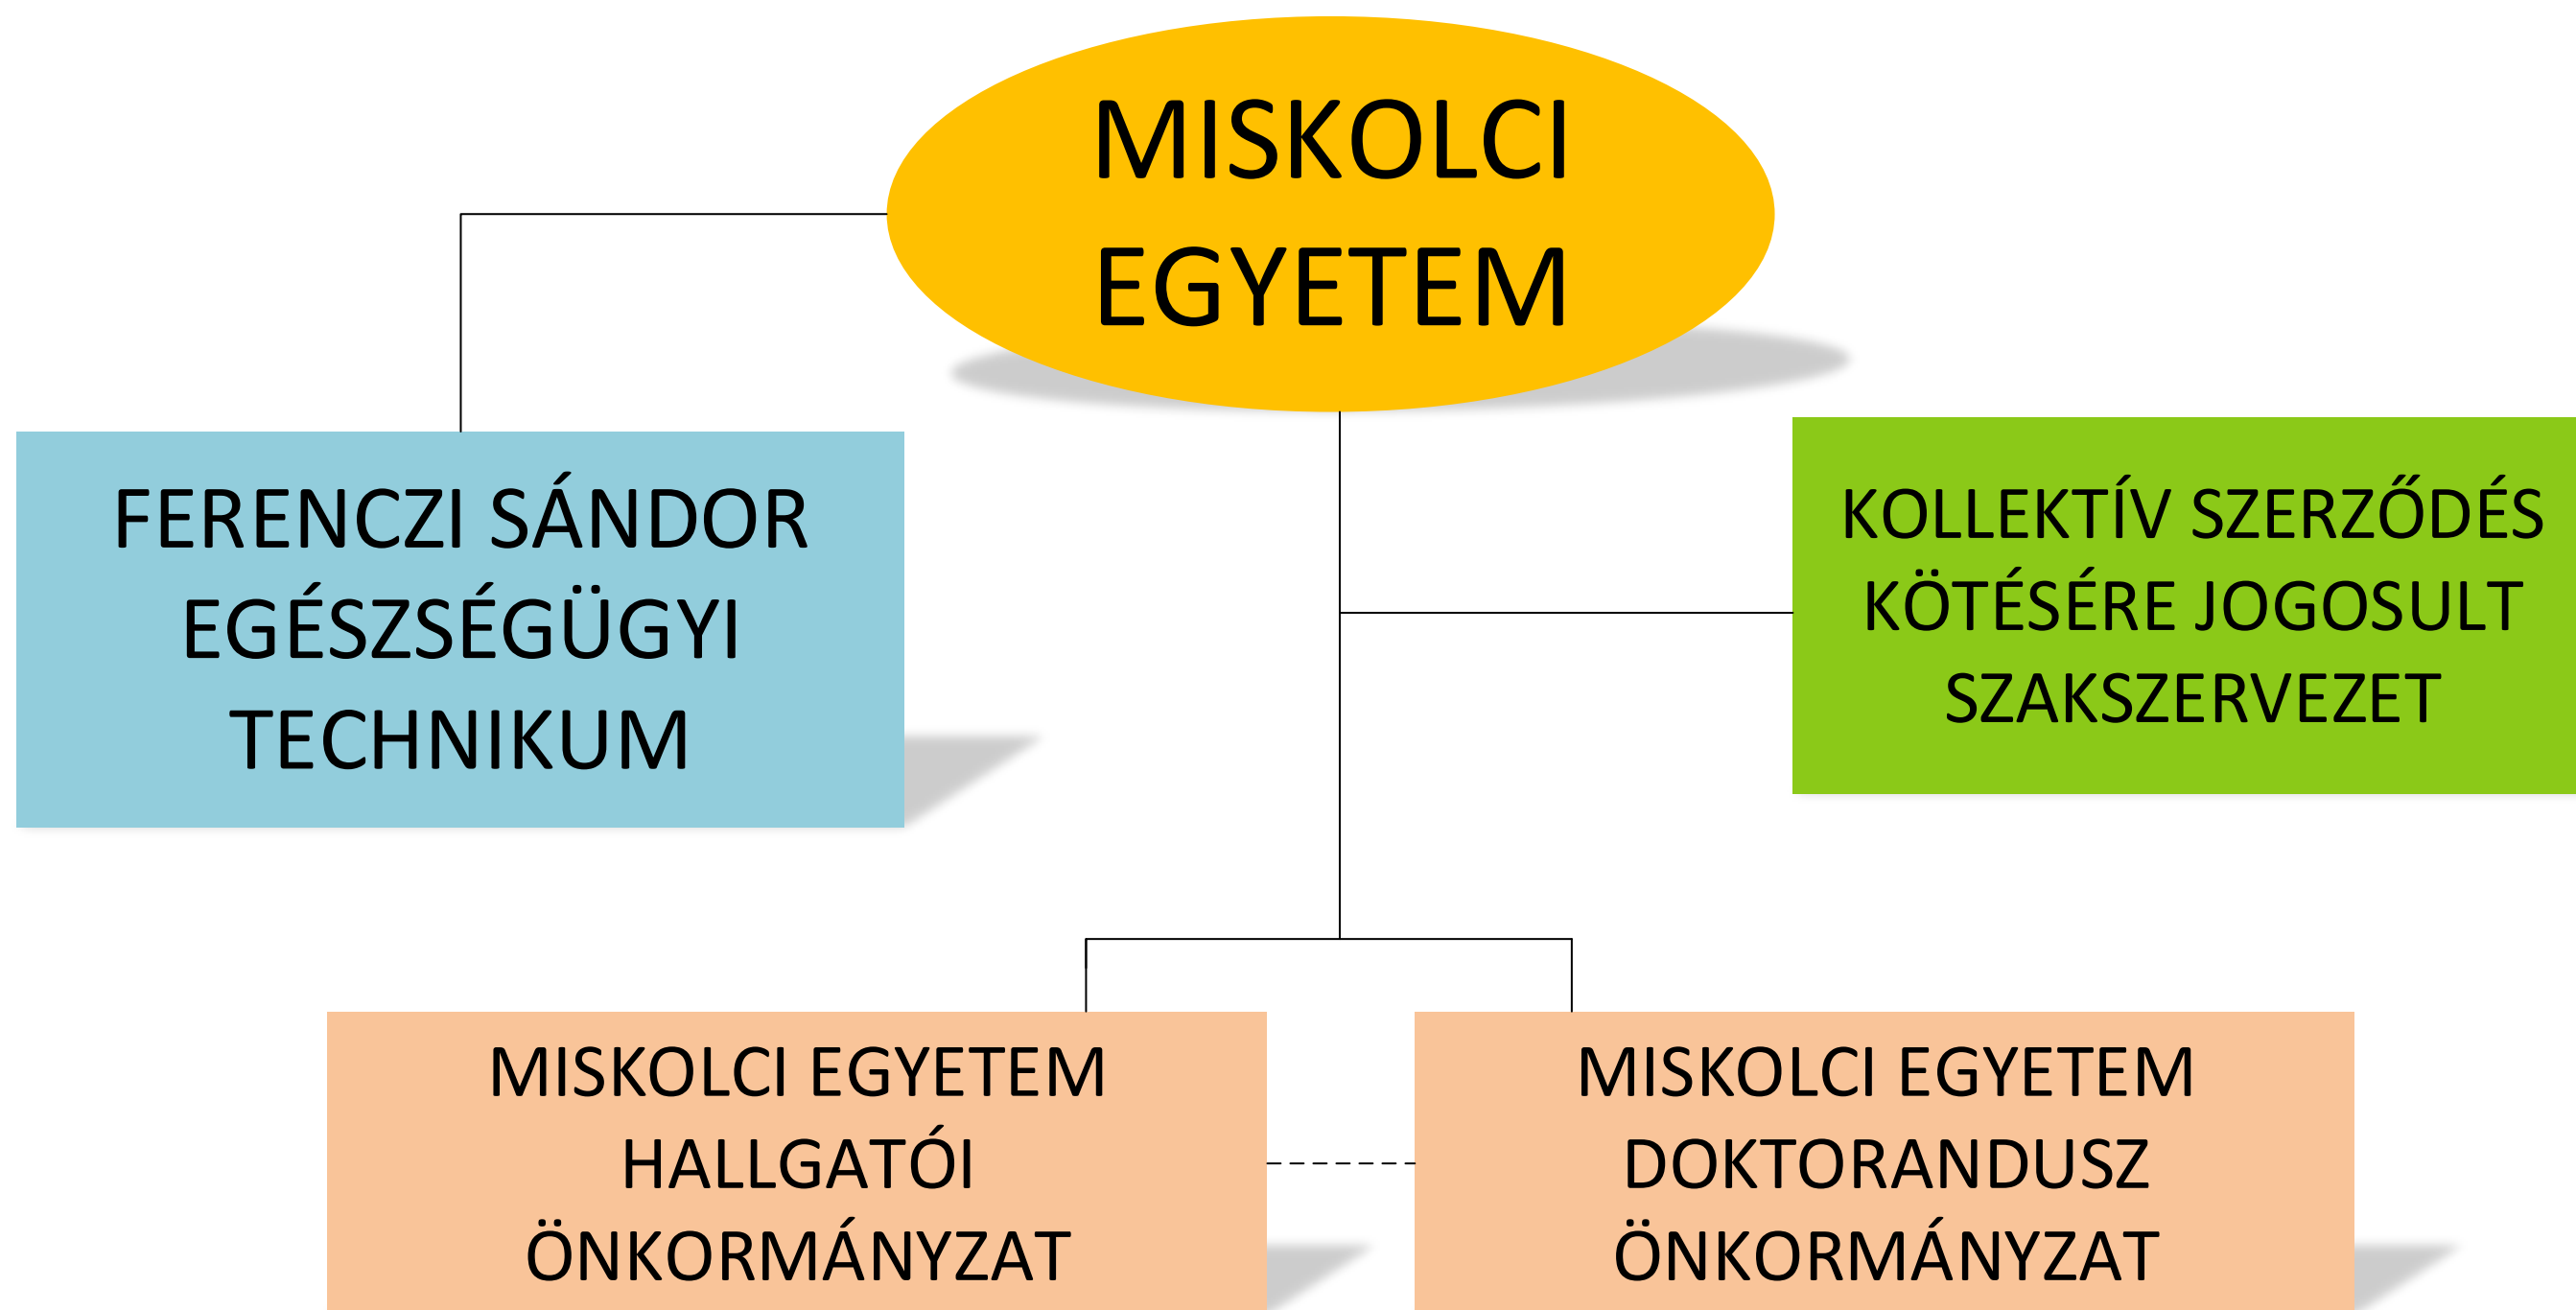 MISKOLCI
EGYETEM
FERENCZI SÁNDOR
EGÉSZSÉGÜGYI
TECHNIKUM
KOLLEKTÍV SZERZŐDÉS
KÖTÉSÉRE JOGOSULT
SZAKSZERVEZET
MISKOLCI EGYETEM
HALLGATÓI
ÖNKORMÁNYZAT
MISKOLCI EGYETEM
DOKTORANDUSZ
ÖNKORMÁNYZAT